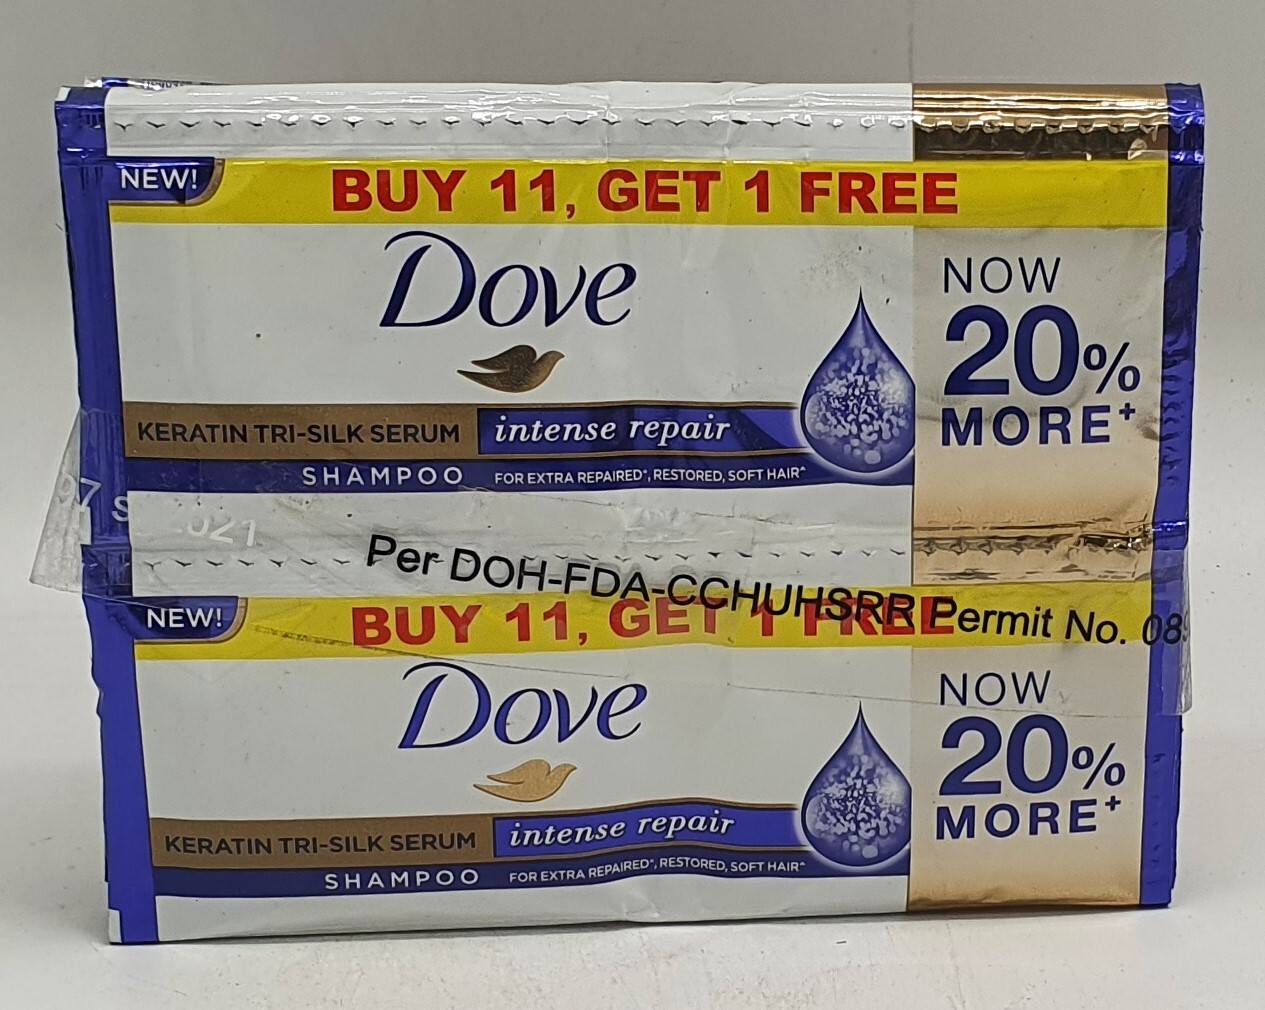 NEW!
BUY 11, GET 1 FREE
Dove
NOW
20%
MORE+
KERATIN TRI-SILK SERUM intense repair
SHAMPOO FOR EXTRA REPAIRED*, RESTORED, SOFT HAIR^
Per DOH-FDA-CCHUHSRR Permit No.
NEW!
BUY 11, GET 1 FREE
Dove
NOW
20%
MORE+
KERATIN TRI-SILK SERUM intense repair
SHAMPOO FOR EXTRA REPAIRED*, RESTORED, SOFT HAIR^